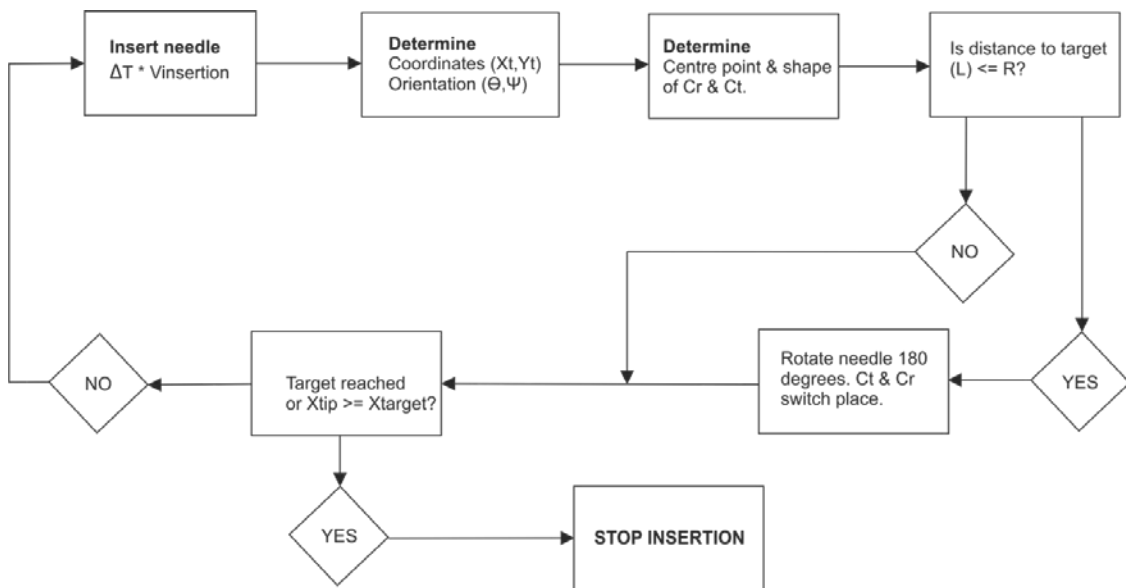 Insert needle
ΔT * Vinsertion
Determine
Coordinates (Xt,Yt)
Orientation (Θ,Ψ)
Determine
Centre point & shape
of Cr & Ct.
Is distance to target
(L) <= R?
NO
YES
Rotate needle 180
degrees. Ct & Cr
switch place.
Target reached
or Xtip >= Xtarget?
NO
YES
STOP INSERTION